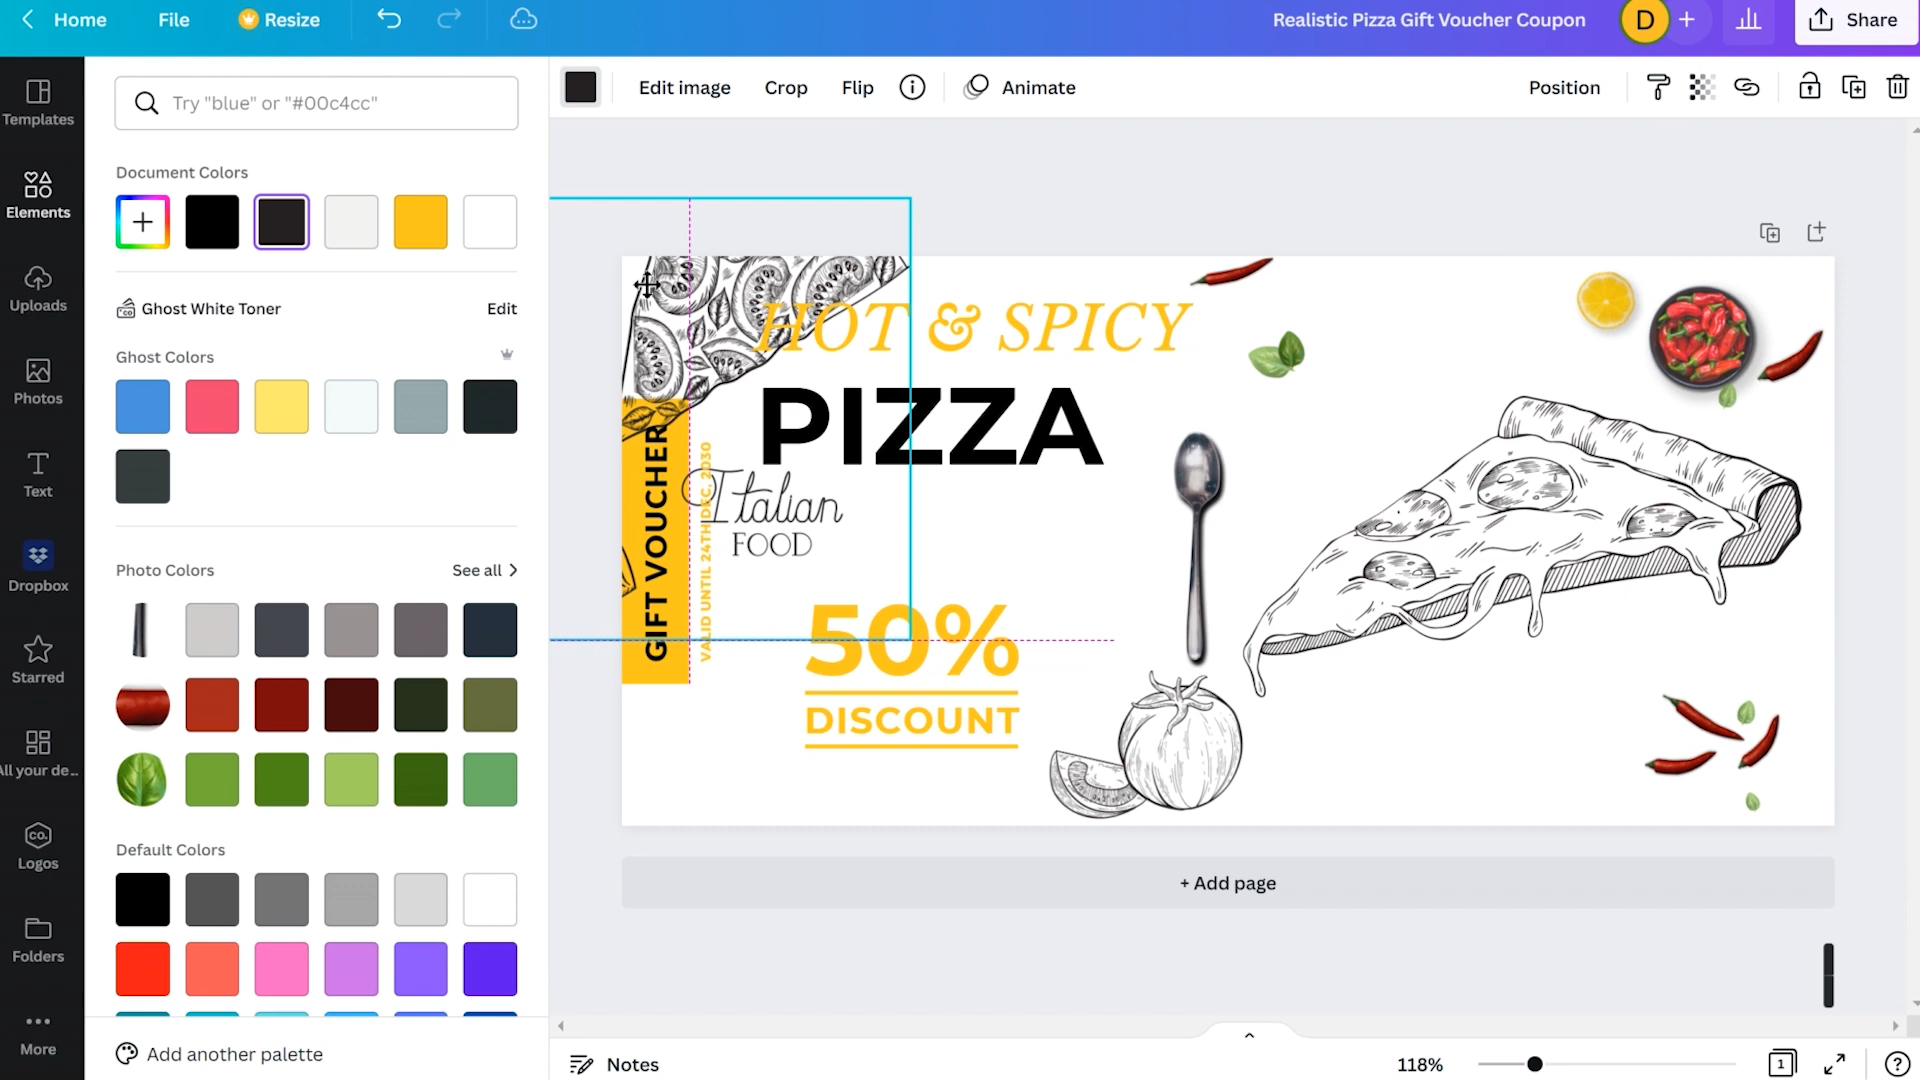 Home
File
Resize
Realistic Pizza Gift Voucher Coupon
D
Share
Templates
Elements
Uploads
Photos
Text
Dropbox
Starred
All your de...
Logos
Folders
More
Try "blue" or "#00c4cc"
Document Colors
Ghost White Toner
Edit
Ghost Colors
Photo Colors
See all
Default Colors
Add another palette
Edit image
Crop
Flip
Animate
Position
HOT & SPICY
PIZZA
Italian
FOOD
GIFT VOUCHER
VALID UNTIL 24TH DEC, 2030
50%
DISCOUNT
+ Add page
Notes
118%
1